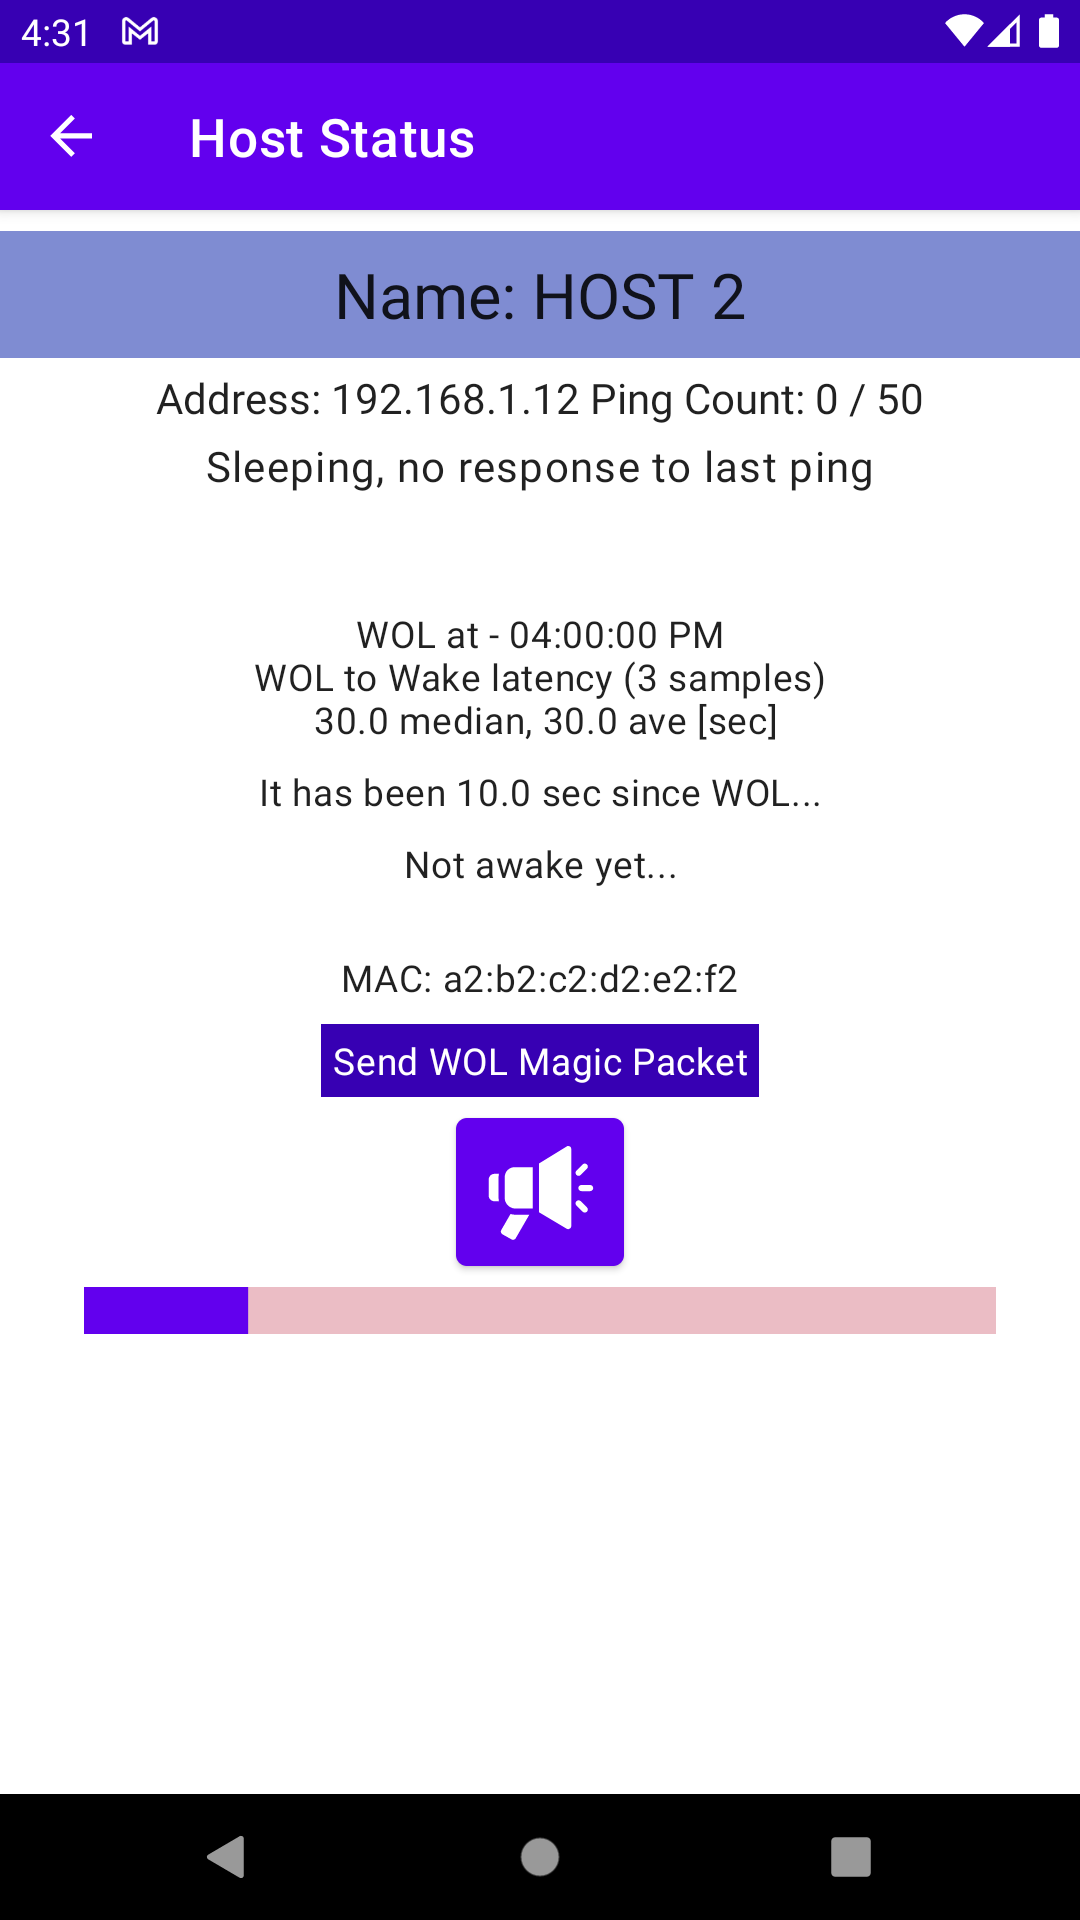 4:31
Host Status
Name: HOST 2
Address: 192.168.1.12 Ping Count: 0 / 50
Sleeping, no response to last ping
WOL at - 04:00:00 PM
WOL to Wake latency (3 samples)
30.0 median, 30.0 ave [sec]
It has been 10.0 sec since WOL...
Not awake yet...
MAC: a2:b2:c2:d2:e2:f2
Send WOL Magic Packet